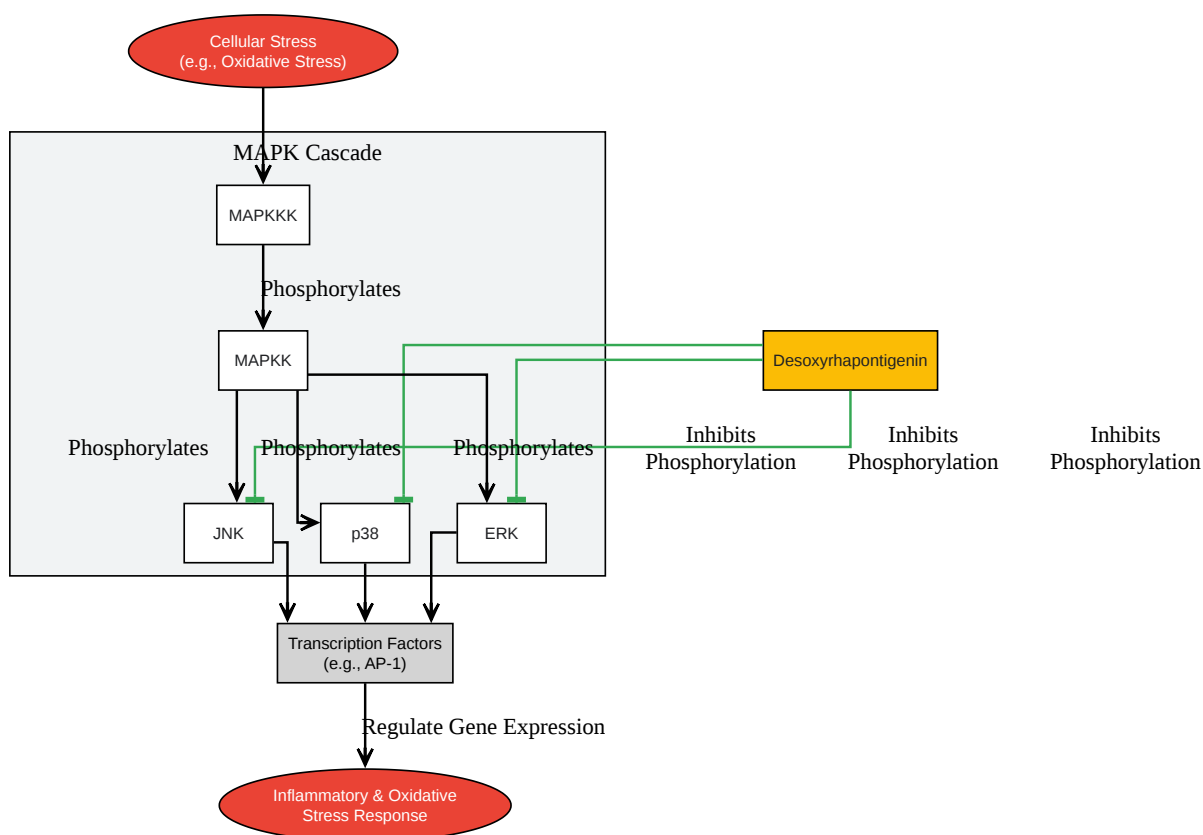 Cellular Stress
(e.g., Oxidative Stress)
MAPK Cascade
MAPKKK
Phosphorylates
MAPKK
Desoxyrhapontigenin
Phosphorylates
Phosphorylates
Phosphorylates
Inhibits
Phosphorylation
Inhibits
Phosphorylation
Inhibits
Phosphorylation
JNK
p38
ERK
Transcription Factors
(e.g., AP-1)
Regulate Gene Expression
Inflammatory & Oxidative
Stress Response